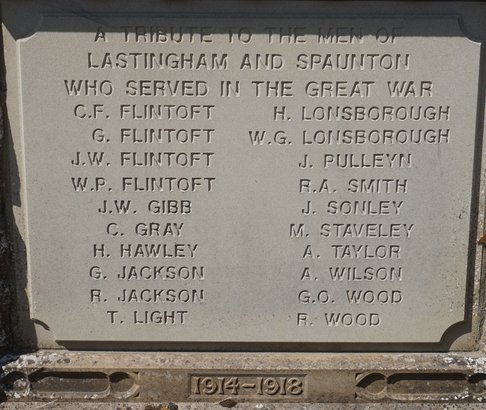 A TRIBUTE TO THE MEN OF
LASTINGHAM AND SPAUNTON
WHO SERVED IN THE GREAT WAR
C.F. FLINTOFT H. LONSBOROUGH
G. FLINTOFT W.G. LONSBOROUGH
J.W. FLINTOFT J. PULLEYN
W.P. FLINTOFT R.A. SMITH
J.W. GIBB J. SONLEY
C. GRAY M. STAVELEY
H. HAWLEY A. TAYLOR
G. JACKSON A. WILSON
R. JACKSON G.O. WOOD
T. LIGHT R. WOOD
1914-1918